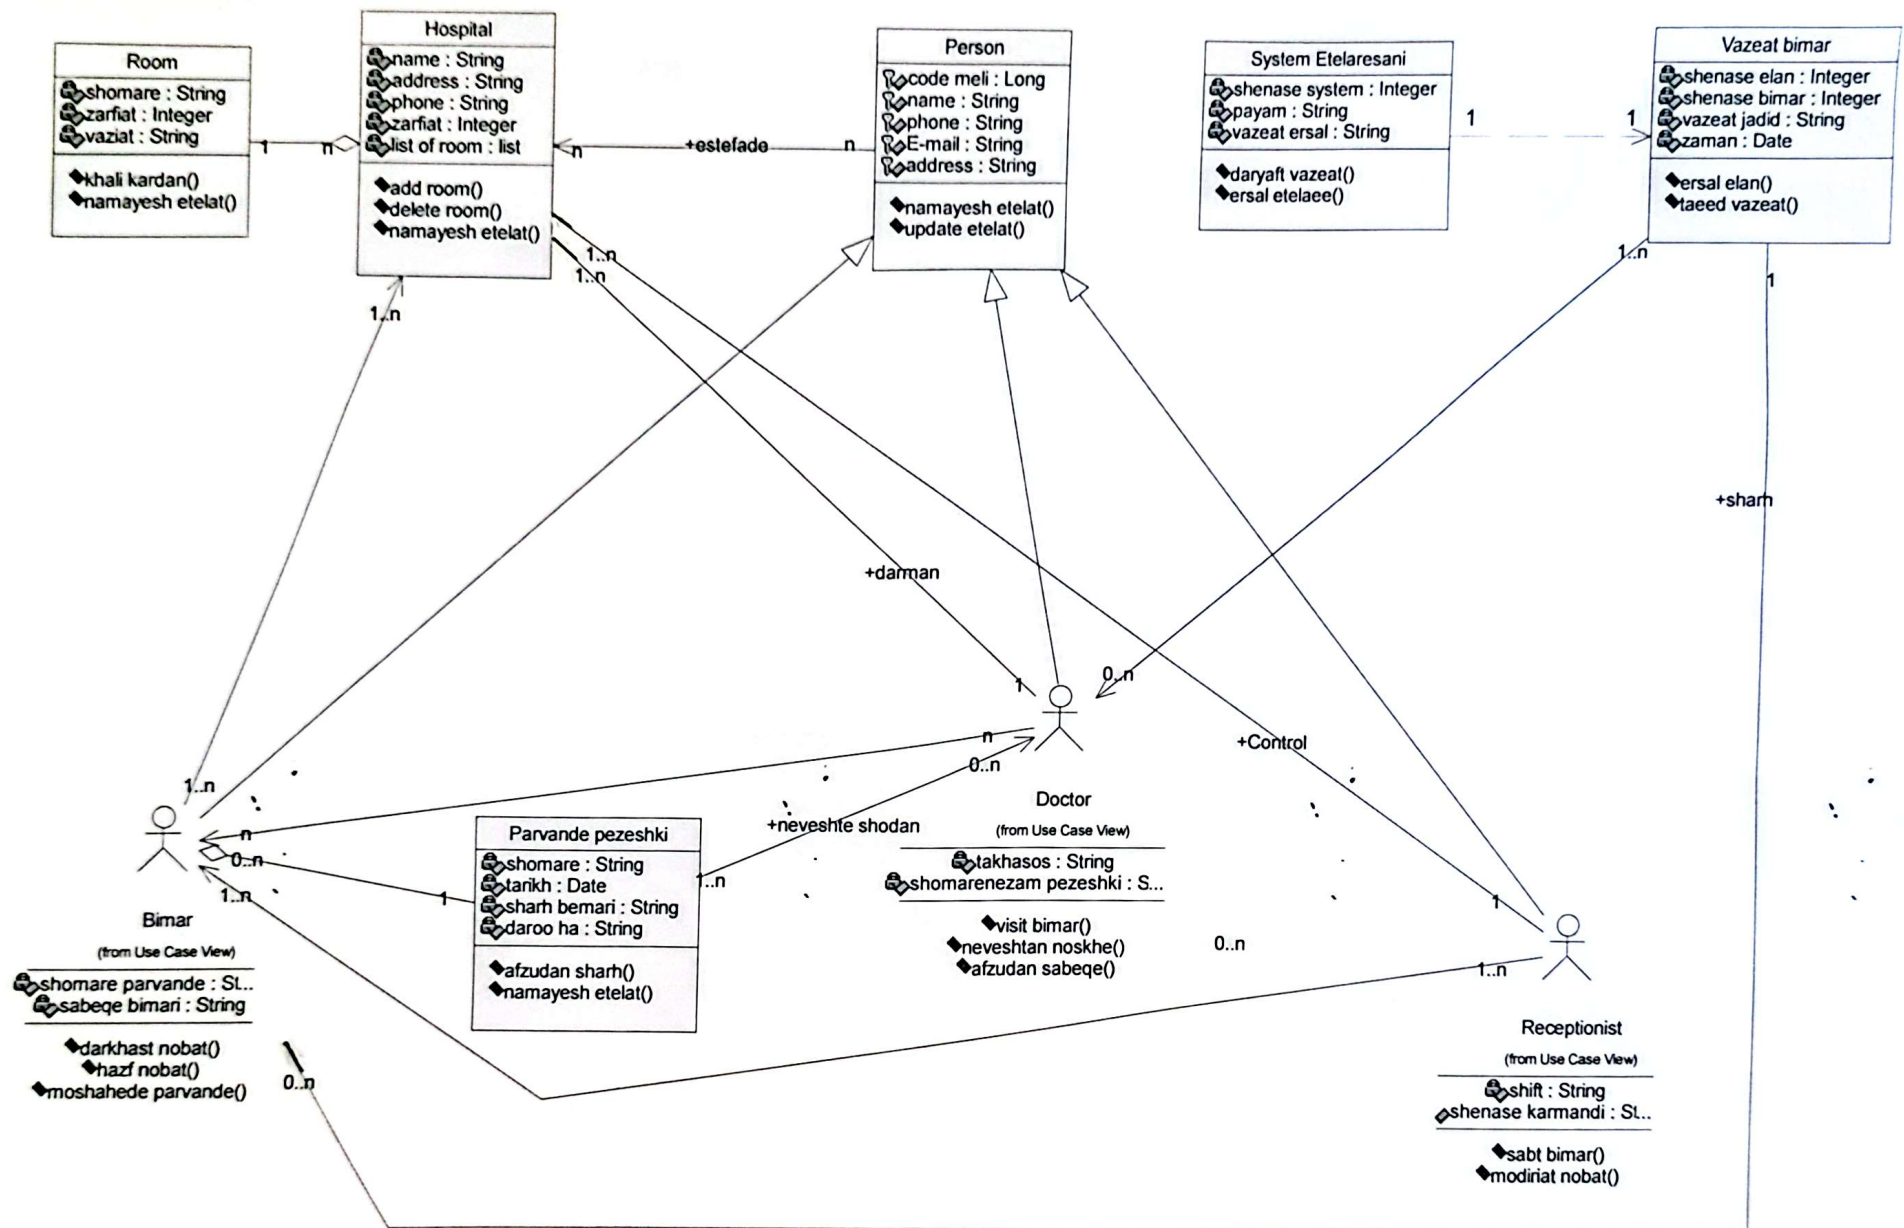 Room
shomare : String
zarfiat : Integer
vaziat : String
khali kardan()
namayesh etelat()
1
n
Hospital
name : String
address : String
phone : String
zarfiat : Integer
list of room : list
add room()
delete room()
namayesh etelat()
n
+estefade
n
1..n
1..n
1..n
Person
code meli : Long
name : String
phone : String
E-mail : String
address : String
namayesh etelat()
update etelat()
System Etelaresani
shenase system : Integer
payam : String
vazeat ersal : String
daryaft vazeat()
ersal etelaee()
1
1
Vazeat bimar
shenase elan : Integer
shenase bimar : Integer
vazeat jadid : String
zaman : Date
ersal elan()
taeed vazeat()
1..n
1
+sharh
+darman
1
0..n
n
0..n
+Control
1..n
n
0..n
1..n
1
+neveshte shodan
1..n
Parvande pezeshki
shomare : String
tarikh : Date
sharh bemari : String
daroo ha : String
afzudan sharh()
namayesh etelat()
Doctor
(from Use Case View)
takhasos : String
shomarenezam pezeshki : S...
visit bimar()
neveshtan noskhe()
afzudan sabeqe()
0..n
1
1..n
Bimar
(from Use Case View)
shomare parvande : St...
sabeqe bimari : String
darkhast nobat()
hazf nobat()
moshahede parvande()
0..n
Receptionist
(from Use Case View)
shift : String
shenase karmandi : St...
sabt bimar()
modiriat nobat()